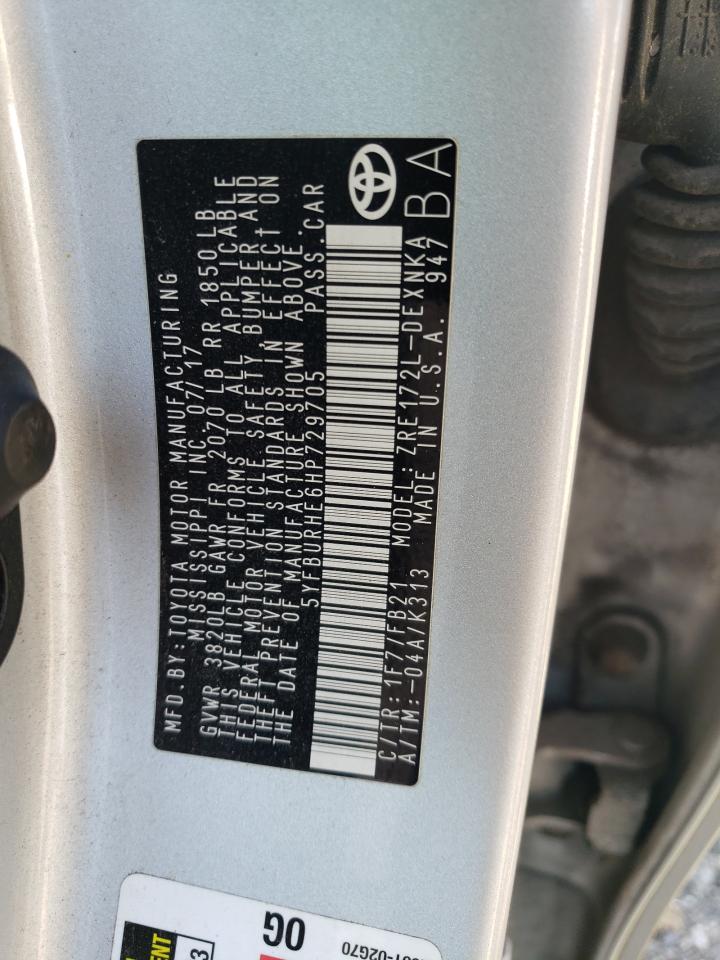 MFD.BY:TOYOTA MOTOR MANUFACTURING
MISSISSIPPI INC. 07/17
GVWR 3820LB GAWR FR 2070 LB RR 1850 LB
THIS VEHICLE CONFORMS TO ALL APPLICABLE
FEDERAL MOTOR VEHICLE SAFETY, BUMPER AND
THEFT PREVENTION STANDARDS IN EFFECT ON
THE DATE OF MANUFACTURE SHOWN ABOVE.
5YFBURHE6HP729705 PASS.CAR
C/TR:1F7/FB21 MODEL:ZRE172L-DEXNKA
A/TM:-04A/K313 MADE IN U.S.A. 947
BA
OG
-02G70
3